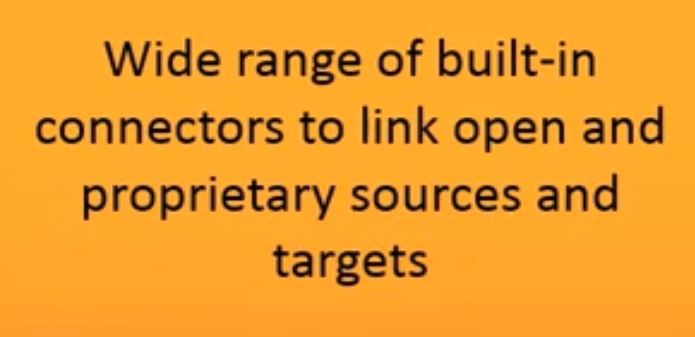 Wide range of built-in
connectors to link open and
proprietary sources and
targets